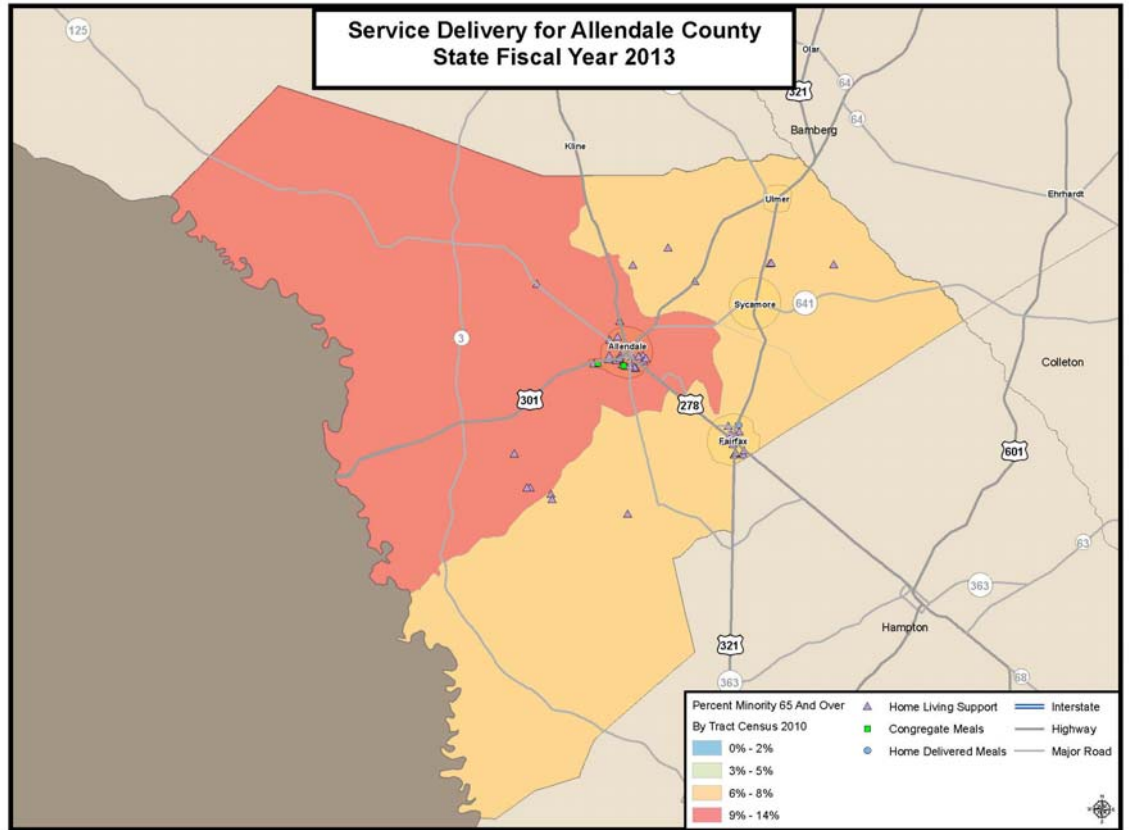 Service Delivery for Allendale County
State Fiscal Year 2013
125
Olar
64
321
64
Bamberg
Kline
Ehrhardt
Ulmer
Sycamore
641
3
Allendale
Colleton
301
278
Fairfax
601
63
363
Hampton
321
363
68
Percent Minority 65 And Over
By Tract Census 2010
0% - 2%
3% - 5%
6% - 8%
9% - 14%
Home Living Support
Congregate Meals
Home Delivered Meals
Interstate
Highway
Major Road